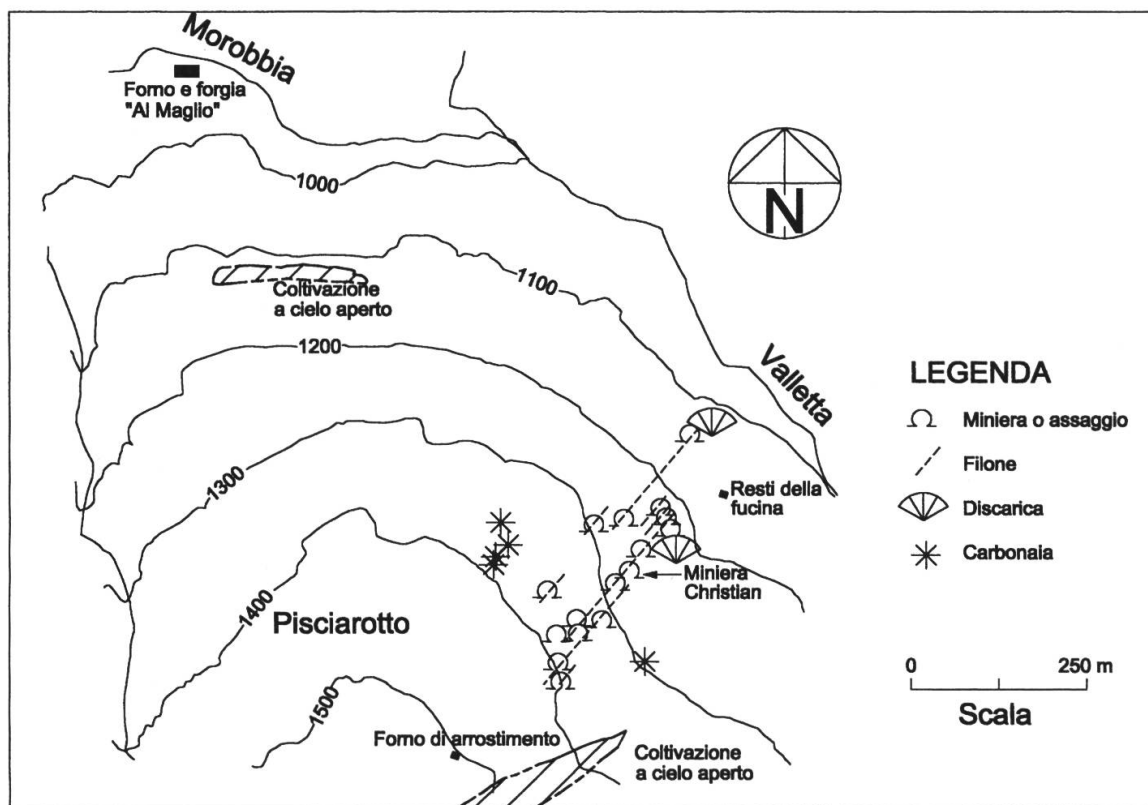 Morobbia
Forno e forgia
"Al Maglio"
1000
N
1100
Coltivazione
a cielo aperto
1200
Valletta
LEGENDA
Miniera o assaggio
Filone
Discarica
Carbonaia
1300
Resti della
fucina
Miniera
Christian
1400
Pisciarotto
0 250 m
Scala
1500
Forno di arrostimento
Coltivazione
a cielo aperto